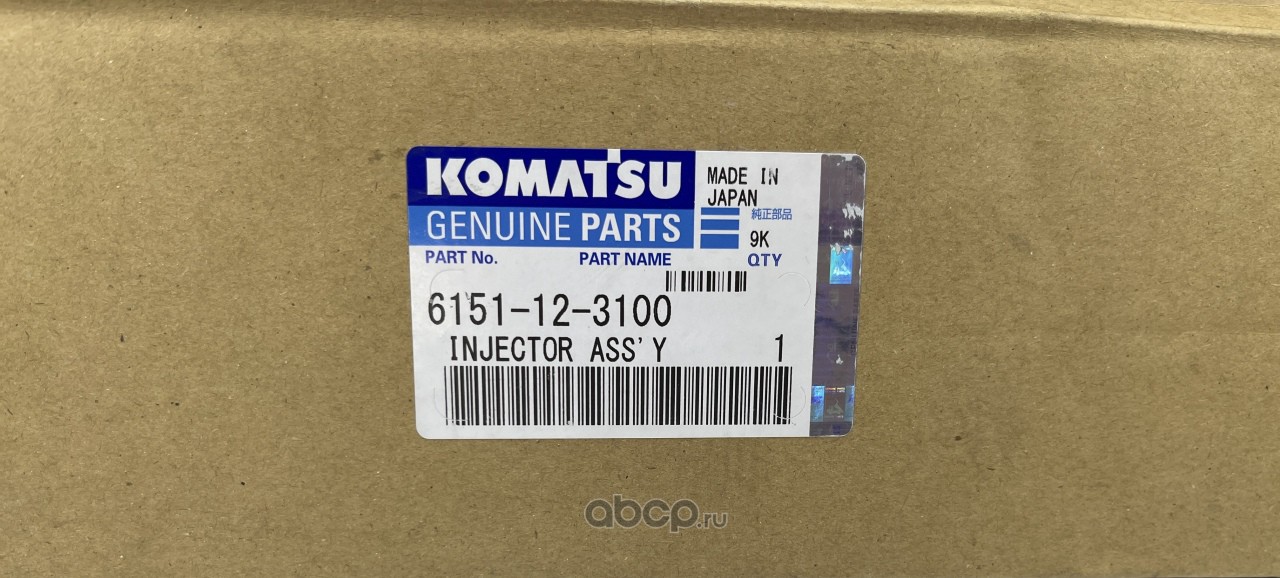 KOMATSU
GENUINE PARTS
MADE IN
JAPAN
純正部品
9K
PART No.
PART NAME
QTY
6151-12-3100
INJECTOR ASS'Y
1
abcp.ru